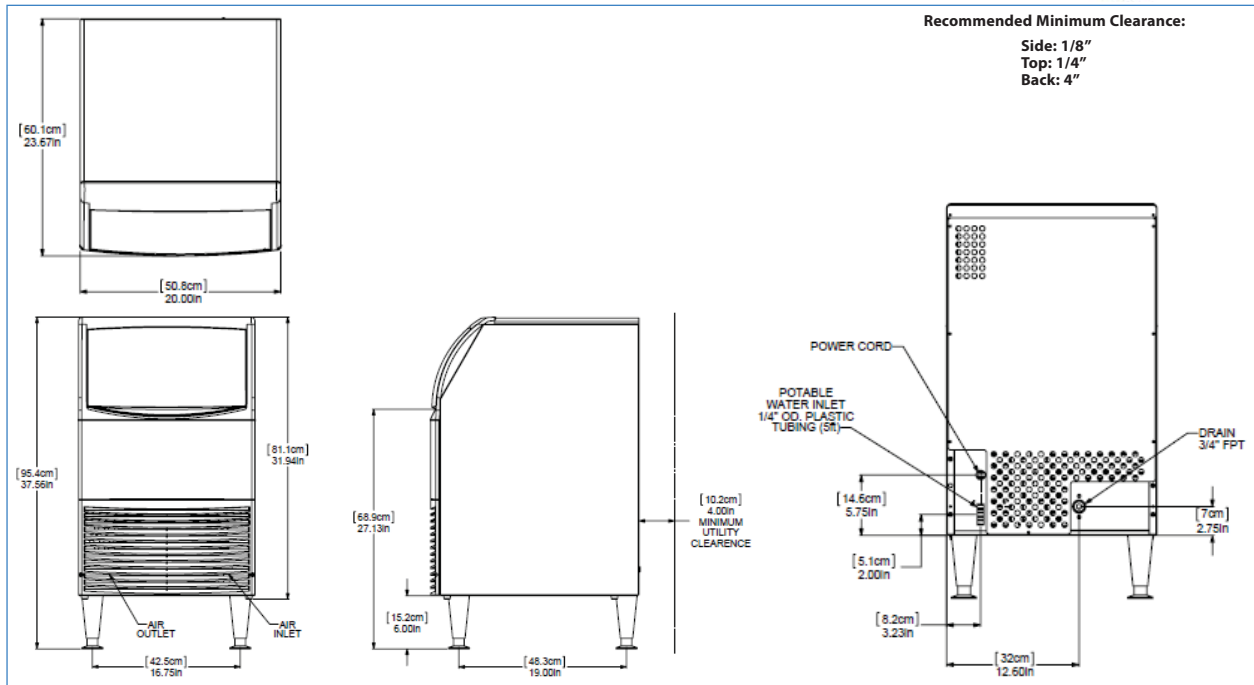 Recommended Minimum Clearance:
Side: 1/8”
Top: 1/4”
Back: 4”
[60.1cm]
23.67in
[50.8cm]
20.00in
[95.4cm]
37.56in
[81.1cm]
31.94in
AIR
OUTLET
AIR
INLET
[42.5cm]
16.75in
[68.9cm]
27.13in
[15.2cm]
6.00in
[48.3cm]
19.00in
[10.2cm]
4.00in
MINIMUM
UTILITY
CLEARENCE
POWER CORD
POTABLE
WATER INLET
1/4" OD. PLASTIC
TUBING (5ft)
DRAIN
3/4" FPT
[14.6cm]
5.75in
[5.1cm]
2.00in
[8.2cm]
3.23in
[32cm]
12.60in
[7cm]
2.75in